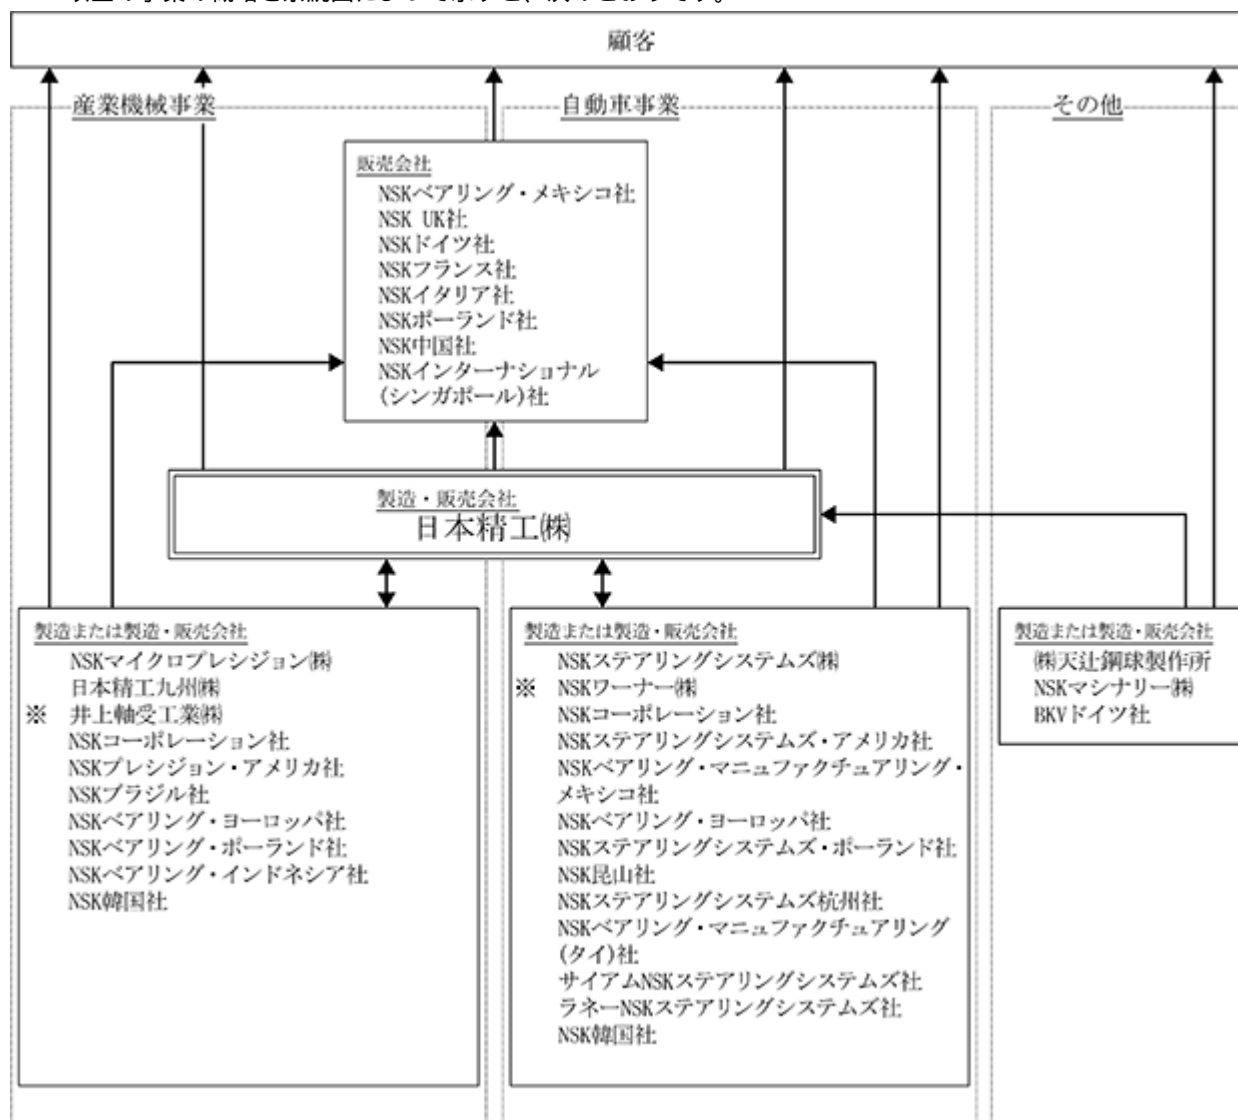 顧客
産業機械事業
自動車事業
その他
販売会社
NSKベアリング・メキシコ社
NSK UK社
NSKドイツ社
NSKフランス社
NSKイタリア社
NSKポーランド社
NSK中国社
NSKインターナショナル
(シンガポール)社
製造・販売会社
日本精工㈱
製造または製造・販売会社
NSKマイクロプレシジョン㈱
日本精工九州㈱
※ 井上軸受工業㈱
NSKコーポレーション社
NSKプレシジョン・アメリカ社
NSKブラジル社
NSKベアリング・ヨーロッパ社
NSKベアリング・ポーランド社
NSKベアリング・インドネシア社
NSK韓国社
製造または製造・販売会社
NSKステアリングシステムズ㈱
※ NSKワーナー㈱
NSKコーポレーション社
NSKステアリングシステムズ・アメリカ社
NSKベアリング・マニュファクチュアリング・
メキシコ社
NSKベアリング・ヨーロッパ社
NSKステアリングシステムズ・ポーランド社
NSK昆山社
NSKステアリングシステムズ杭州社
NSKベアリング・マニュファクチュアリング
(タイ)社
サイアムNSKステアリングシステムズ社
ラネーNSKステアリングシステムズ社
NSK韓国社
製造または製造・販売会社
㈱天辻鋼球製作所
NSKマシナリー㈱
BKVドイツ社